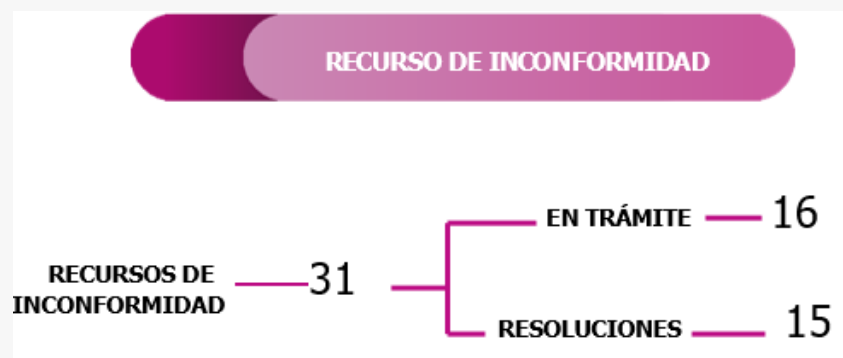 RECURSO DE INCONFORMIDAD
EN TRÁMITE 16
RECURSOS DE
INCONFORMIDAD
31
RESOLUCIONES 15